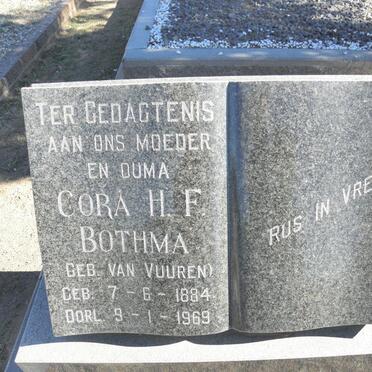 TER GEDAGTENIS
AAN ONS MOEDER
EN OUMA
CORA H. F.
BOTHMA
(GEB. VAN VUUREN)
GEB. 7-6-1884
OORL. 9-1-1969
RUS IN VRE